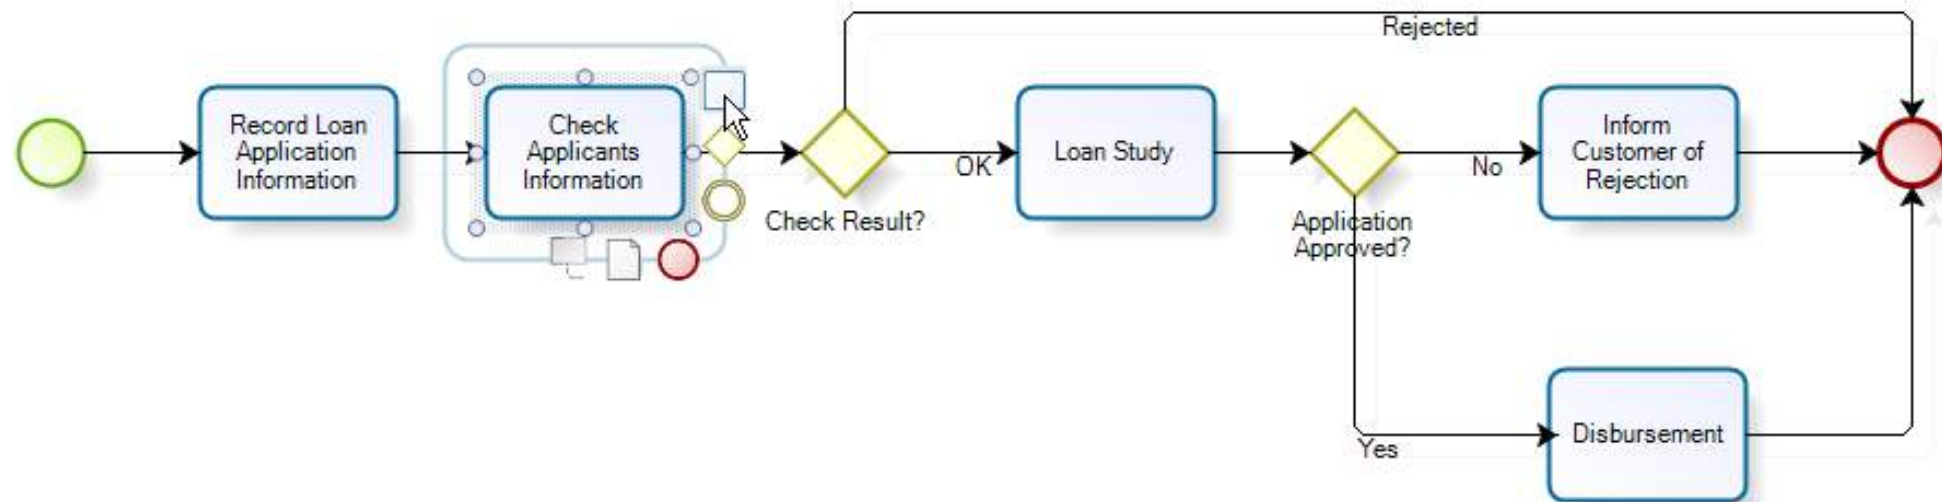 Rejected
Record Loan
Application
Information
Check
Applicants
Information
Check Result?
OK
Loan Study
Application
Approved?
No
Inform
Customer of
Rejection
Yes
Disbursement